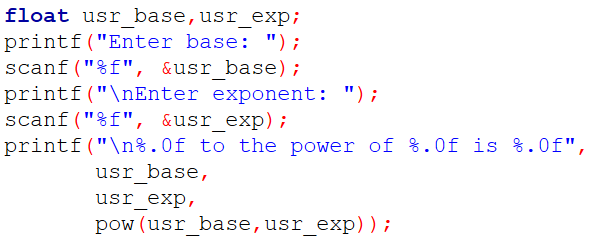 float usr_base,usr_exp;
printf("Enter base: ");
scanf("%f", &usr_base);
printf("\nEnter exponent: ");
scanf("%f", &usr_exp);
printf("\n%.0f to the power of %.0f is %.0f",
usr_base,
usr_exp,
pow(usr_base,usr_exp));